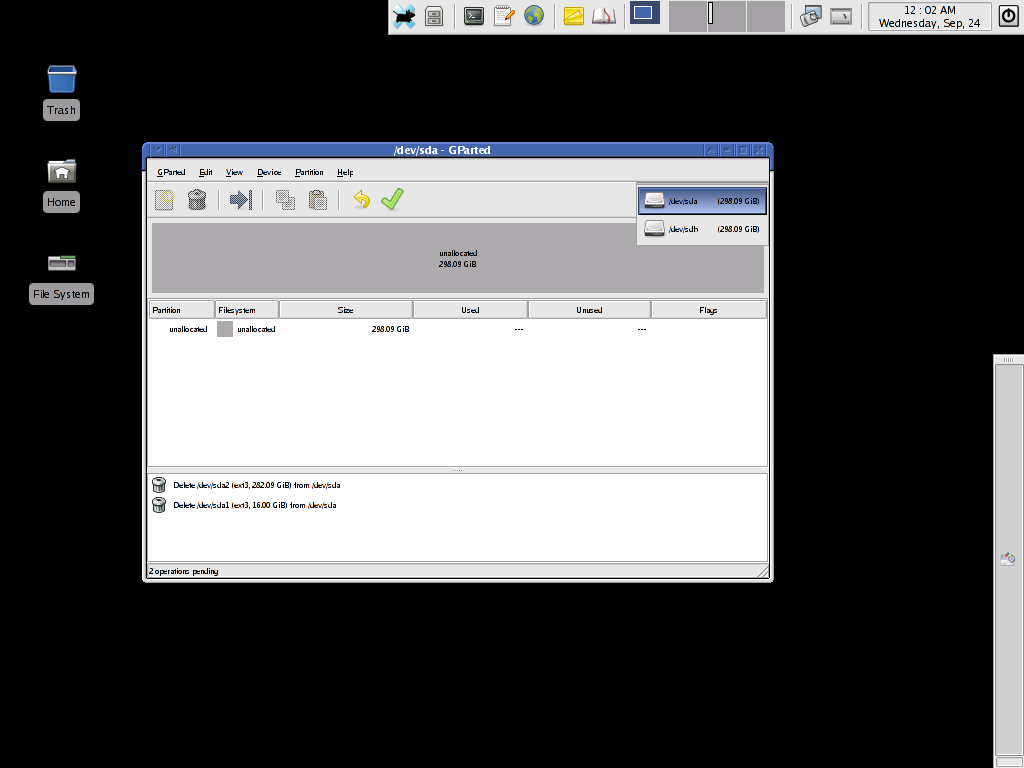 12 : 02 AM
Wednesday, Sep, 24
Trash
Home
File System
/dev/sda - GParted
GParted Edit View Device Partition Help
/dev/sda (298.09 GiB)
/dev/sdb (298.09 GiB)
unallocated
298.09 GiB
Partition Filesystem Size Used Unused Flags
unallocated unallocated 298.09 GiB --- ---
Delete /dev/sda2 (ext3, 282.09 GiB) from /dev/sda
Delete /dev/sda1 (ext3, 16.00 GiB) from /dev/sda
2 operations pending